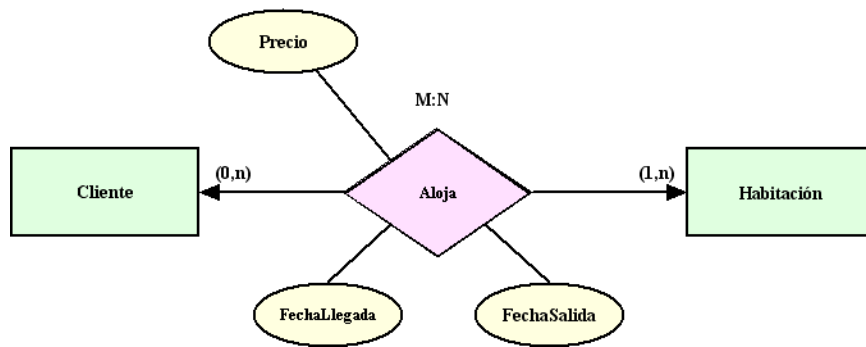 Precio
M:N
(0,n)
(1,n)
Cliente
Aloja
Habitación
FechaLlegada
FechaSalida